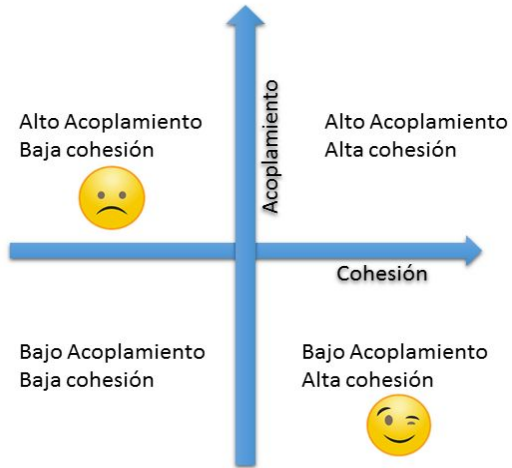 Alto Acoplamiento
Baja cohesión
Acoplamiento
Alto Acoplamiento
Alta cohesión
Cohesión
Bajo Acoplamiento
Baja cohesión
Bajo Acoplamiento
Alta cohesión